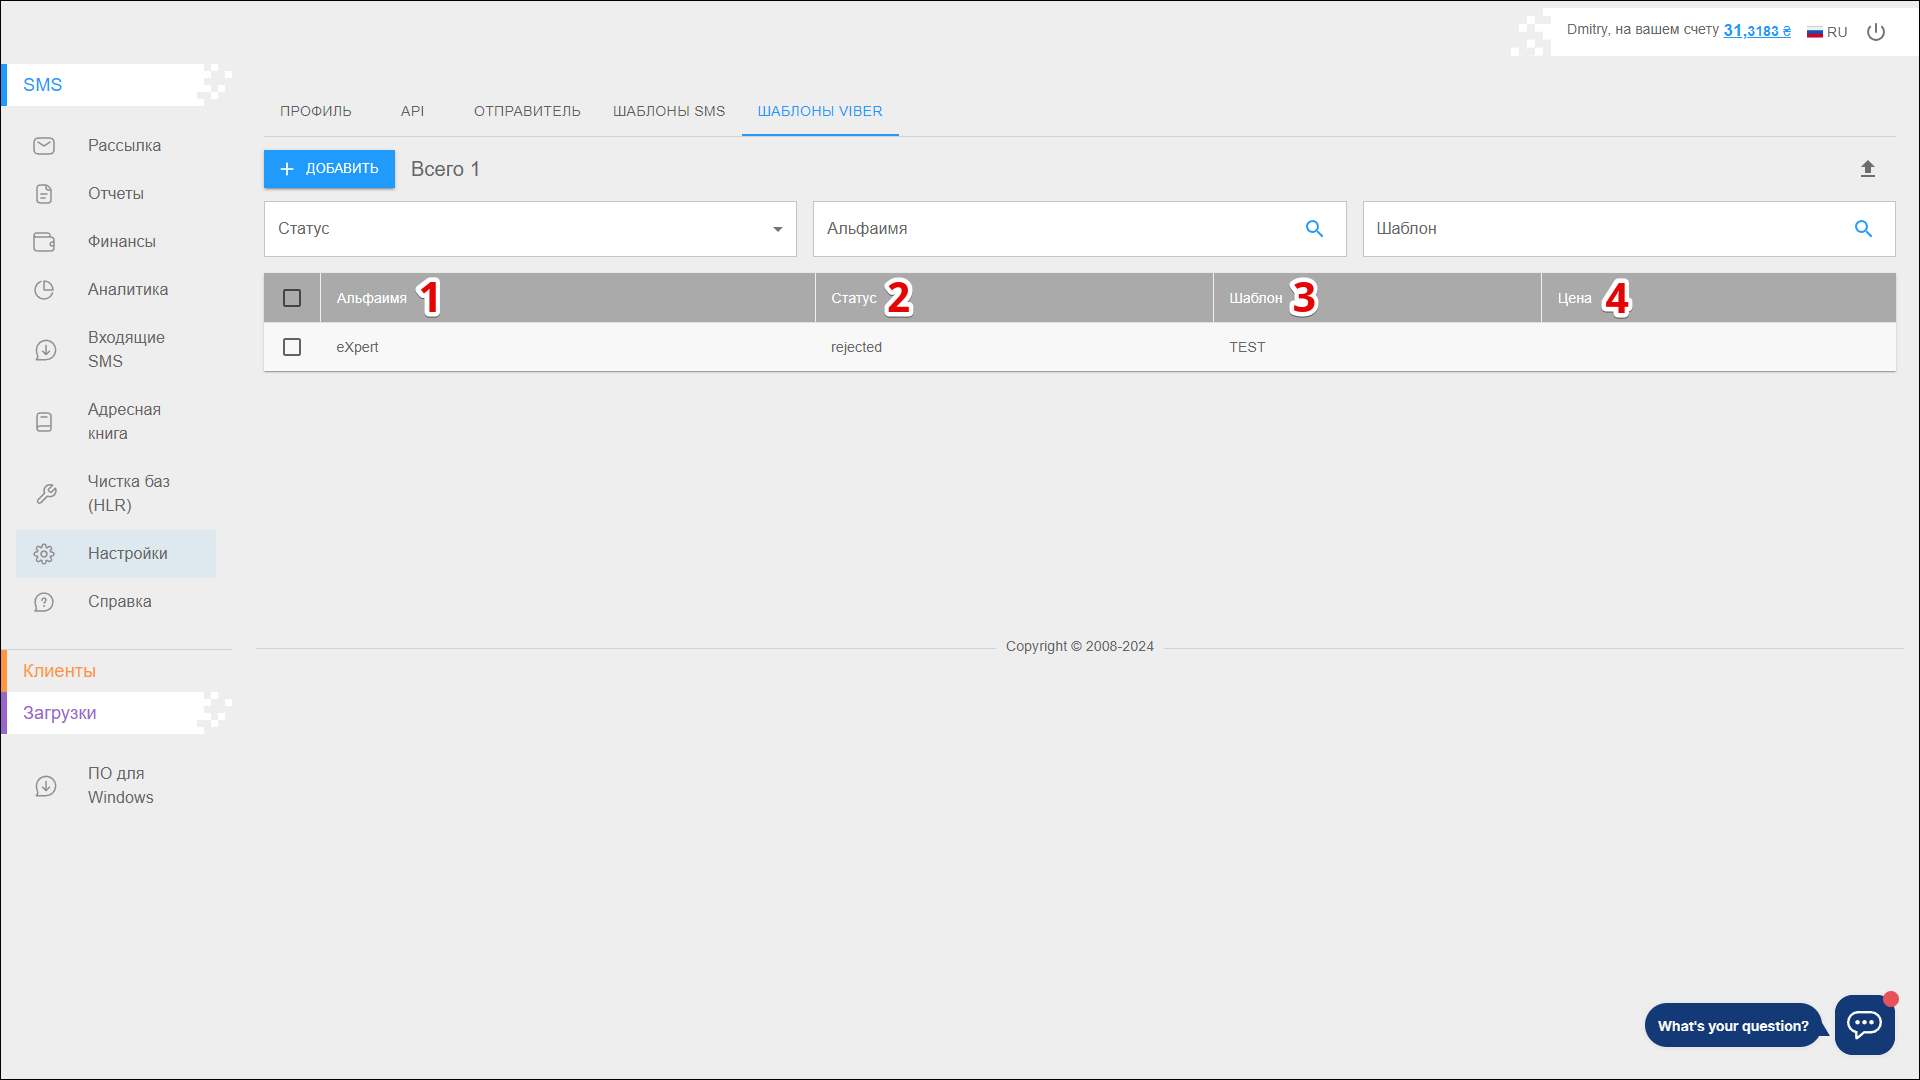 Dmitry, на вашем счету 31,3183 ₴ RU
SMS
Рассылка
Отчеты
Финансы
Аналитика
Входящие
SMS
Адресная
книга
Чистка баз
(HLR)
Настройки
Справка
Клиенты
Загрузки
ПО для
Windows
ПРОФИЛЬ API ОТПРАВИТЕЛЬ ШАБЛОНЫ SMS ШАБЛОНЫ VIBER
ДОБАВИТЬ Всего 1
Статус Альфаимя Шаблон
Альфаимя 1 Статус 2 Шаблон 3 Цена 4
eXpert rejected TEST
Copyright © 2008-2024
What's your question?